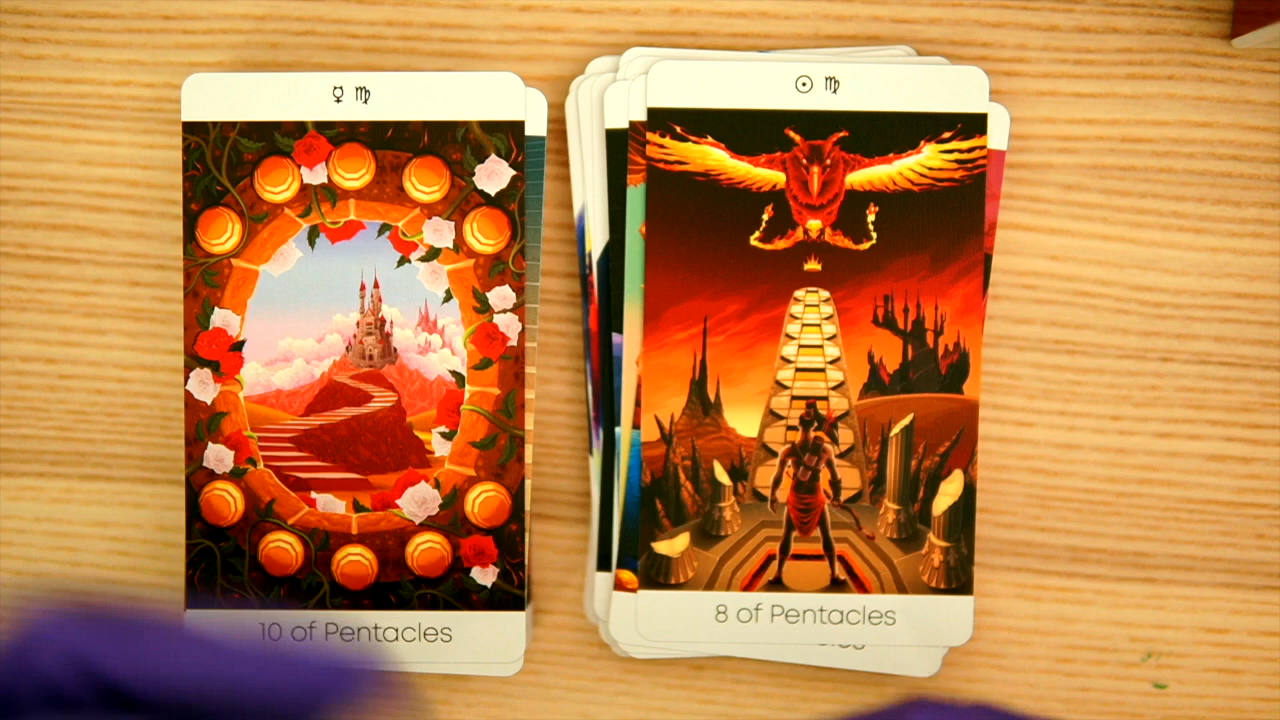 ☿ ♍
☉ ♍
10 of Pentacles
8 of Pentacles